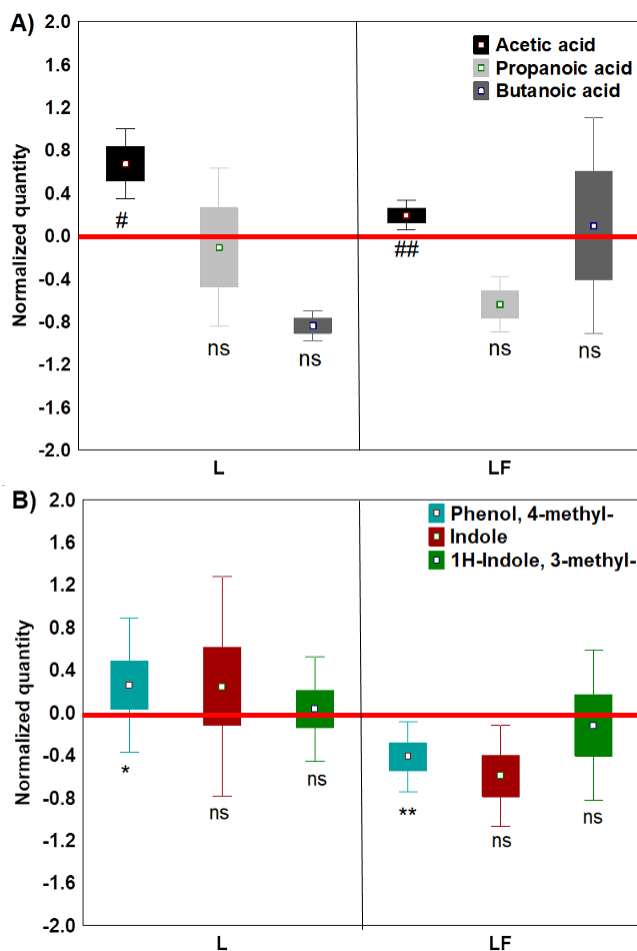 A)
2.0
1.6
1.2
0.8
0.4
0.0
-0.4
-0.8
-1.2
-1.6
-2.0
Normalized quantity
Acetic acid
Propanoic acid
Butanoic acid
#
ns
ns
##
ns
ns
L
LF
B)
2.0
1.6
1.2
0.8
0.4
0.0
-0.4
-0.8
-1.2
-1.6
-2.0
Normalized quantity
Phenol, 4-methyl-
Indole
1H-Indole, 3-methyl-
*
ns
ns
**
ns
ns
L
LF